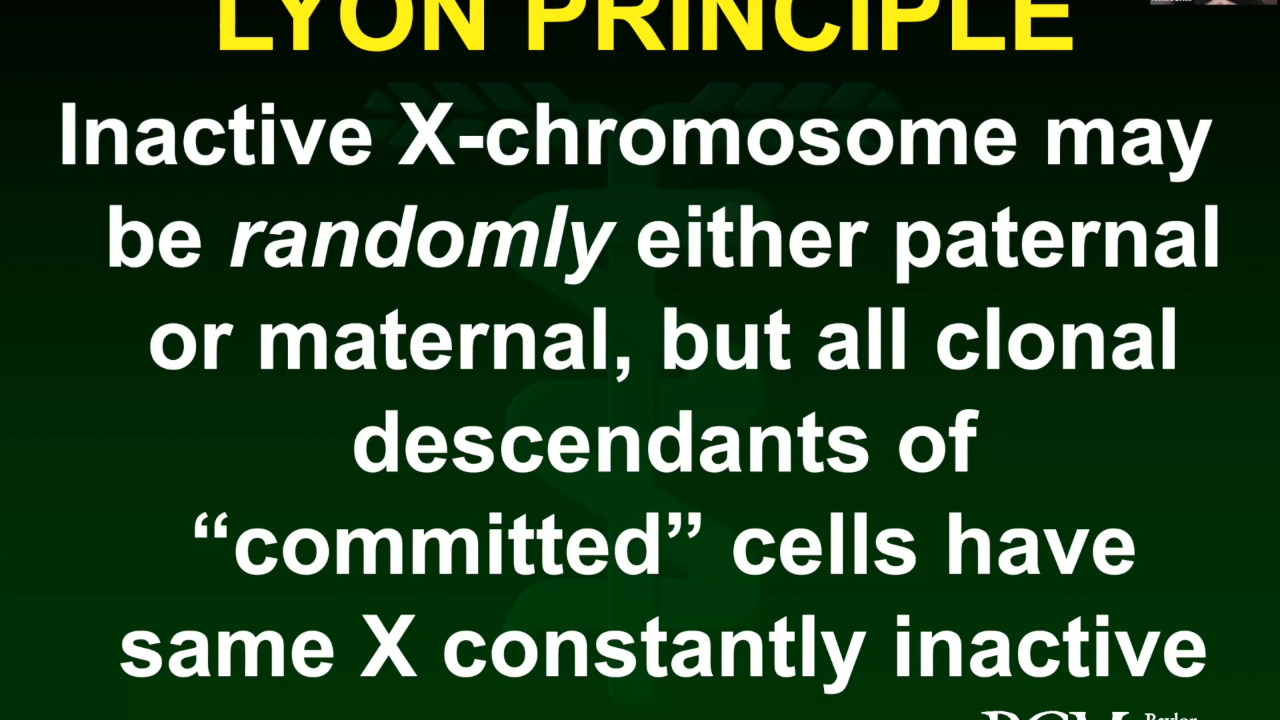 LYON PRINCIPLE
Inactive X-chromosome may
be randomly either paternal
or maternal, but all clonal
descendants of
“committed” cells have
same X constantly inactive
Baylor